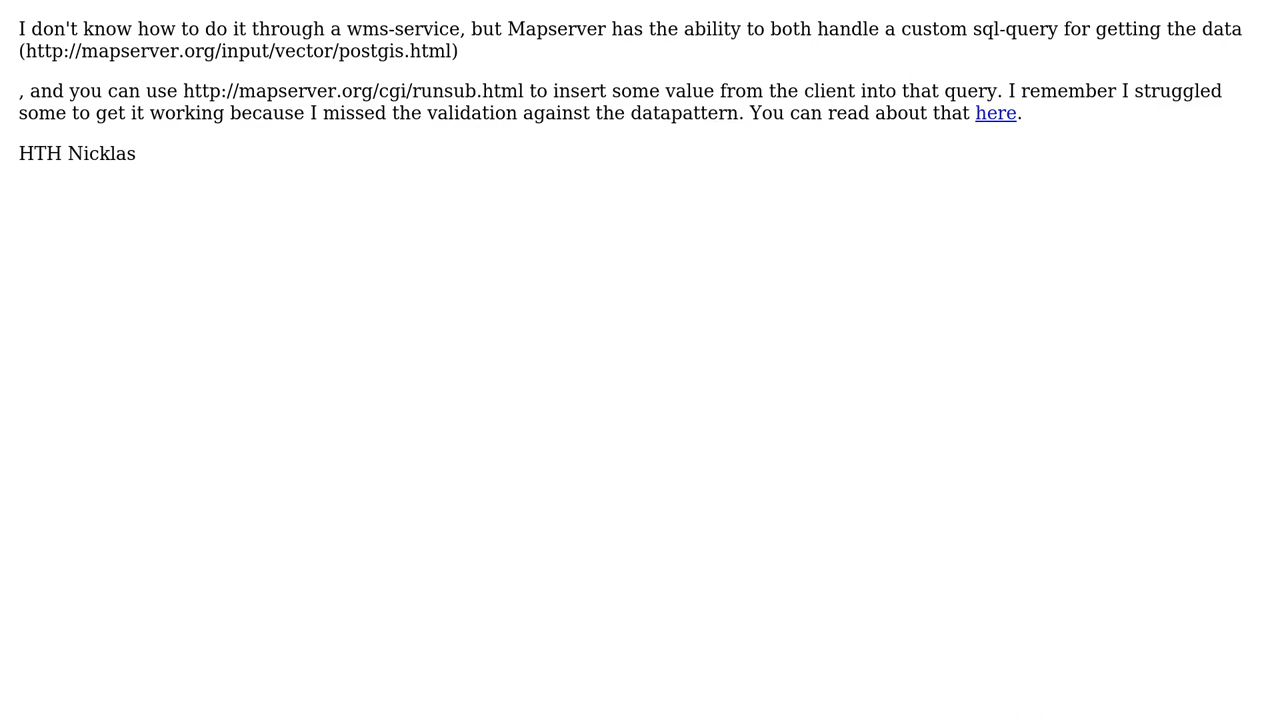 I don't know how to do it through a wms-service, but Mapserver has the ability to both handle a custom sql-query for getting the data
(http://mapserver.org/input/vector/postgis.html)
, and you can use http://mapserver.org/cgi/runsub.html to insert some value from the client into that query. I remember I struggled
some to get it working because I missed the validation against the datapattern. You can read about that here.
HTH Nicklas